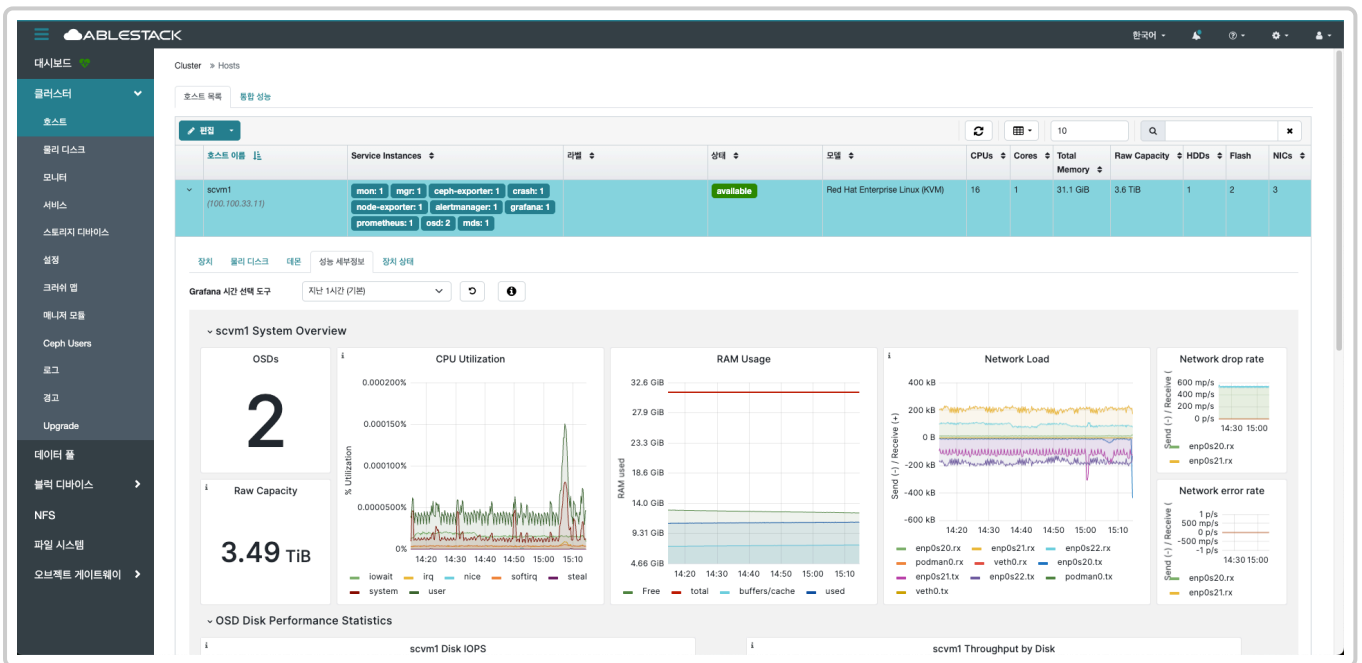 ABLESTACK
한국어
대시보드
클러스터
호스트
물리 디스크
모니터
서비스
스토리지 디바이스
설정
크러쉬 맵
매니저 모듈
Ceph Users
로그
경고
Upgrade
데이터 풀
블럭 디바이스
NFS
파일 시스템
오브젝트 게이트웨이
Cluster » Hosts
호스트 목록 통합 성능
편집 10
호스트 이름 Service Instances 라벨 상태 모델 CPUs Cores Total Memory Raw Capacity HDDs Flash NICs
scvm1 (100.100.33.11) available Red Hat Enterprise Linux (KVM) 16 1 31.1 GiB 3.6 TiB 1 2 3
mon: 1 mgr: 1 ceph-exporter: 1 crash: 1
node-exporter: 1 alertmanager: 1 grafana: 1
prometheus: 1 osd: 2 mds: 1
장치 물리 디스크 데몬 성능 세부정보 장치 상태
Grafana 시간 선택 도구 지난 1시간 (기본)
scvm1 System Overview
OSDs
2
Raw Capacity
3.49 TiB
CPU Utilization
% Utilization
0.000200%
0.000150%
0.000100%
0.0000500%
0%
14:20 14:30 14:40 14:50 15:00 15:10
iowait irq nice softirq steal
system user
RAM Usage
RAM used
32.6 GiB
27.9 GiB
23.3 GiB
18.6 GiB
14.0 GiB
9.31 GiB
4.66 GiB
14:20 14:30 14:40 14:50 15:00 15:10
Free total buffers/cache used
Network Load
Send (-) / Receive (+)
400 kB
200 kB
0 B
-200 kB
-400 kB
-600 kB
14:20 14:30 14:40 14:50 15:00 15:10
enp0s20.rx enp0s21.rx enp0s22.rx
podman0.rx veth0.rx enp0s20.tx
enp0s21.tx enp0s22.tx podman0.tx
veth0.tx
Network drop rate
Send (-) / Receive (
600 mp/s
400 mp/s
200 mp/s
0 p/s
14:30 15:00
enp0s20.rx
enp0s21.rx
Network error rate
Send (-) / Receive (
1 p/s
500 mp/s
0 p/s
-500 mp/s
-1 p/s
14:30 15:00
enp0s20.rx
enp0s21.rx
OSD Disk Performance Statistics
scvm1 Disk IOPS
scvm1 Throughput by Disk